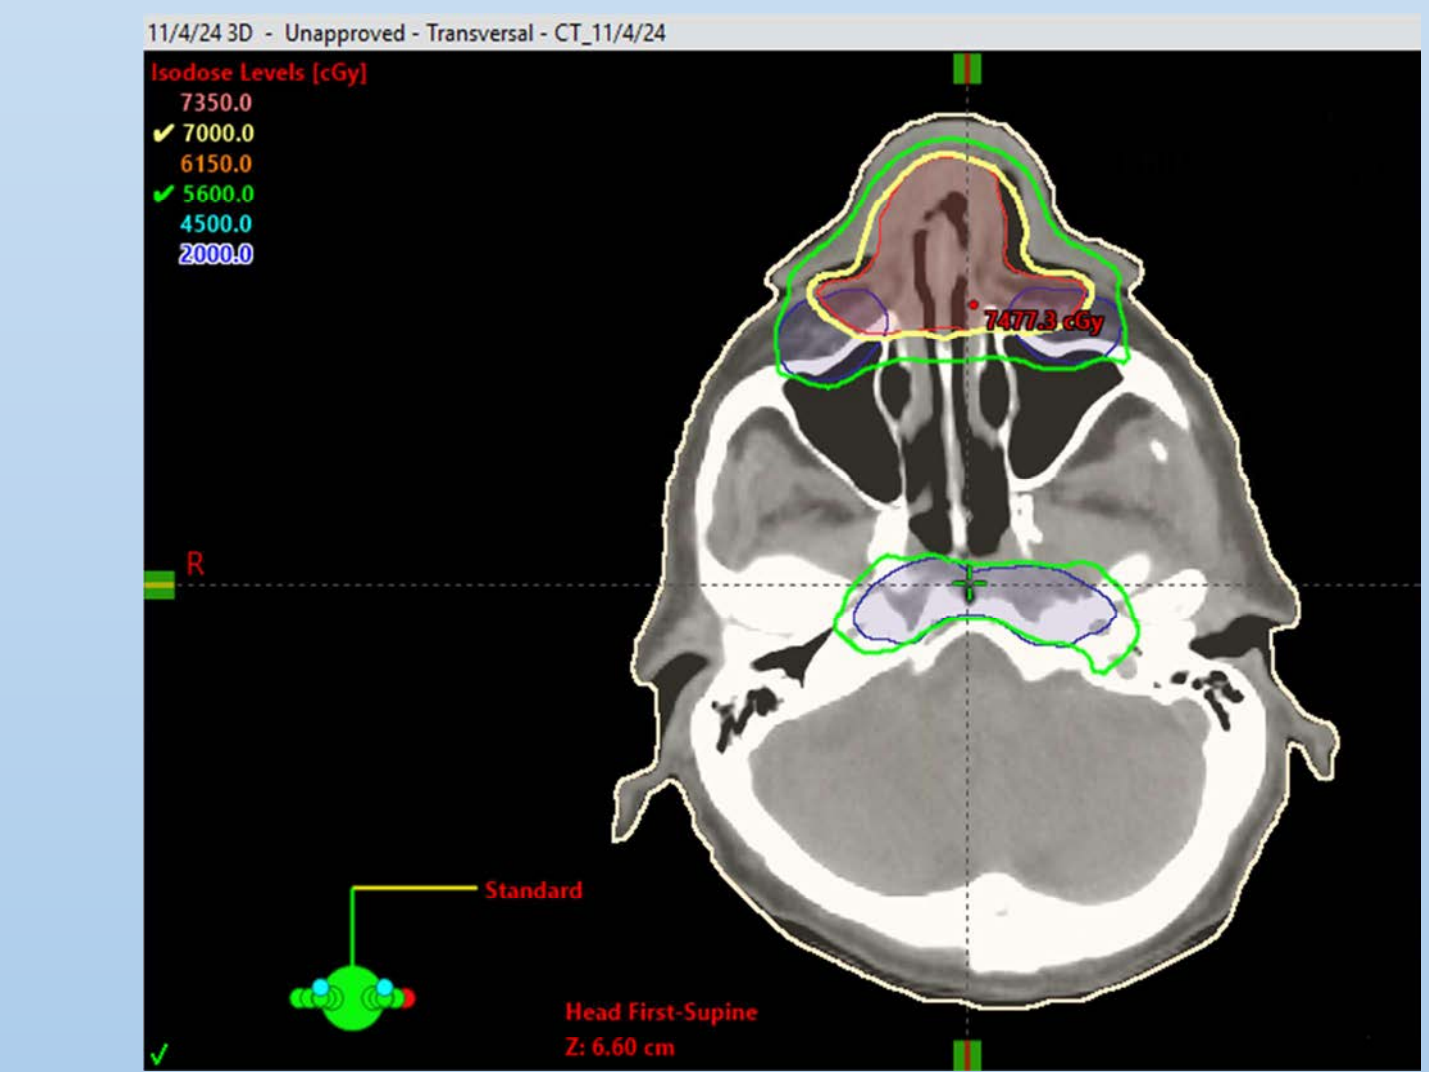 11/4/24 3D - Unapproved - Transversal - CT_11/4/24
Isodose Levels [cGy]
7350.0
✔ 7000.0
6150.0
✔ 5600.0
4500.0
2000.0
7477.3 cGy
R
Standard
Head First-Supine
Z: 6.60 cm